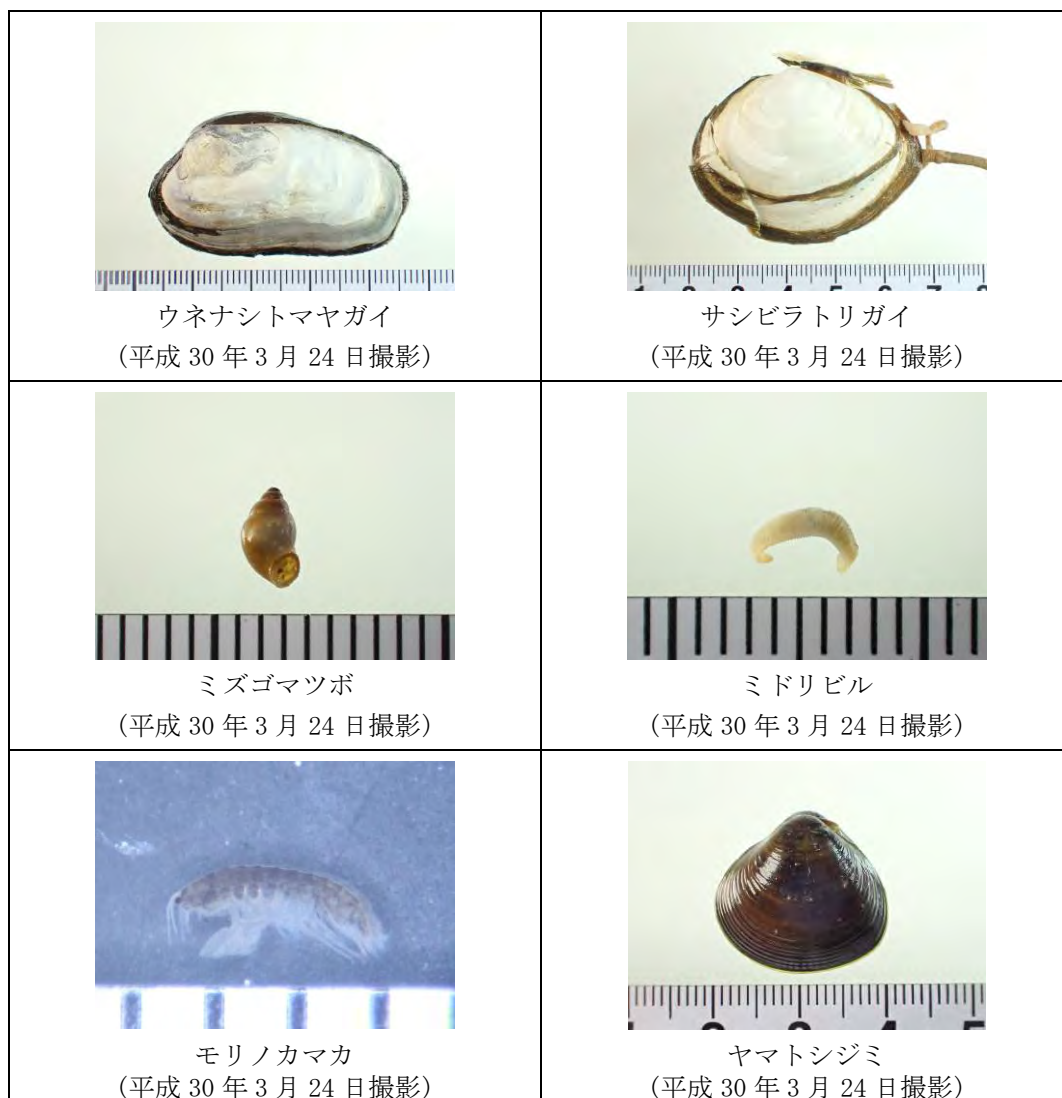 ウネナシトマヤガイ
(平成 30 年 3 月 24 日撮影)
サシビラトリガイ
(平成 30 年 3 月 24 日撮影)
ミズゴマツボ
(平成 30 年 3 月 24 日撮影)
ミドリビル
(平成 30 年 3 月 24 日撮影)
モリノカマカ
(平成 30 年 3 月 24 日撮影)
2 3 4 5
ヤマトシジミ
(平成 30 年 3 月 24 日撮影)